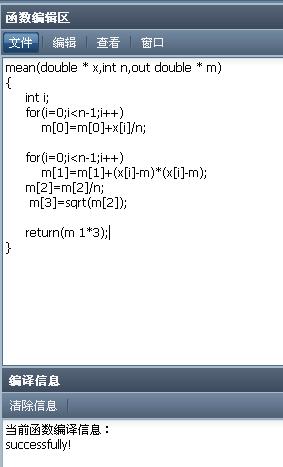 函数编辑区
文件 编辑 查看 窗口
mean(double * x,int n,out double * m)
{
int i;
for(i=0;i<n-1;i++)
m[0]=m[0]+x[i]/n;
for(i=0;i<n-1;i++)
m[1]=m[1]+(x[i]-m)*(x[i]-m);
m[2]=m[2]/n;
m[3]=sqrt(m[2]);
return(m 1*3);
}
编译信息
清除信息
当前函数编译信息：
successfully!